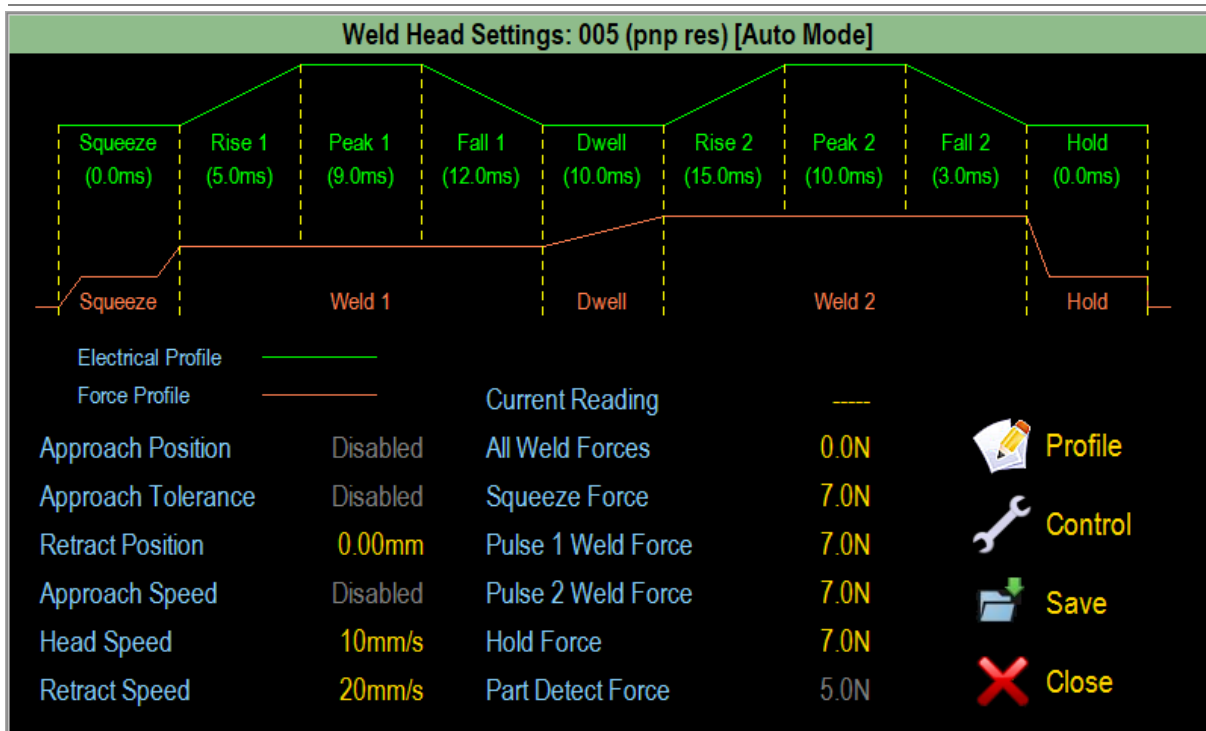 Weld Head Settings: 005 (pnp res) [Auto Mode]
Squeeze Rise 1 Peak 1 Fall 1 Dwell Rise 2 Peak 2 Fall 2 Hold
(0.0ms) (5.0ms) (9.0ms) (12.0ms) (10.0ms) (15.0ms) (10.0ms) (3.0ms) (0.0ms)
Squeeze Weld 1 Dwell Weld 2 Hold
Electrical Profile
Force Profile
Current Reading -----
Approach Position Disabled All Weld Forces 0.0N Profile
Approach Tolerance Disabled Squeeze Force 7.0N
Retract Position 0.00mm Pulse 1 Weld Force 7.0N Control
Approach Speed Disabled Pulse 2 Weld Force 7.0N Save
Head Speed 10mm/s Hold Force 7.0N
Retract Speed 20mm/s Part Detect Force 5.0N Close